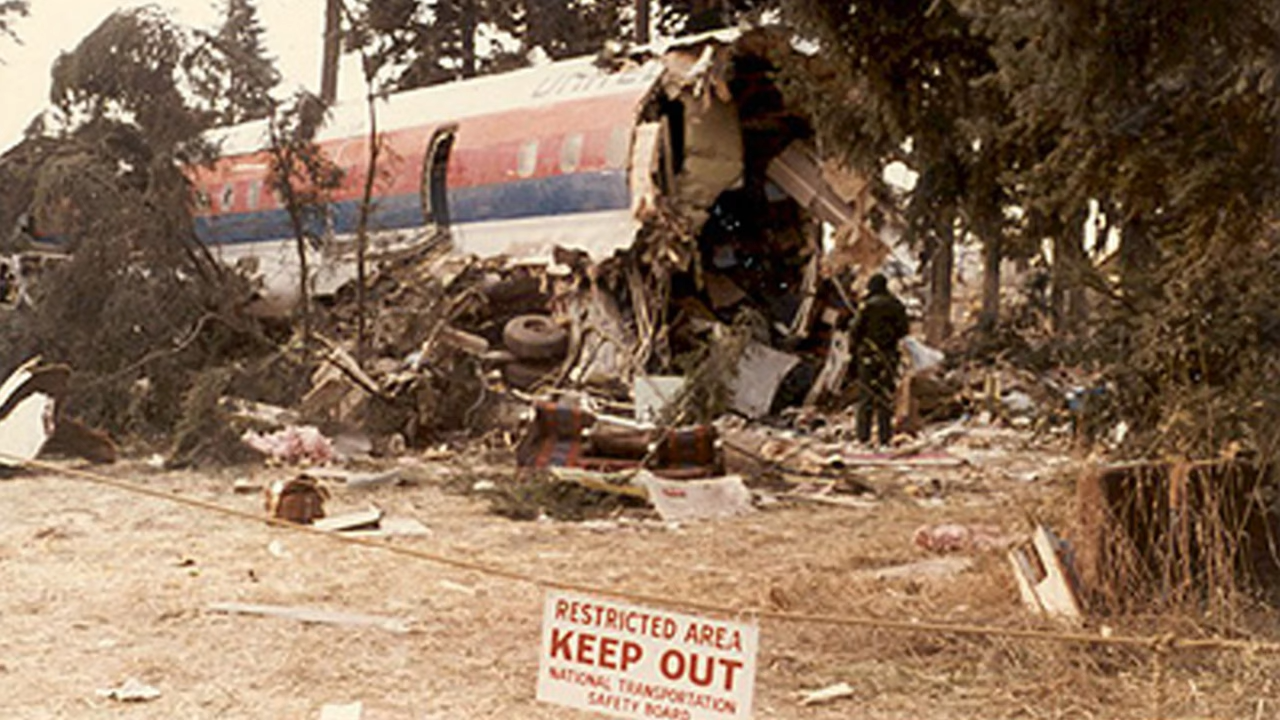 RESTRICTED AREA
KEEP OUT
NATIONAL TRANSPORTATION
SAFETY BOARD